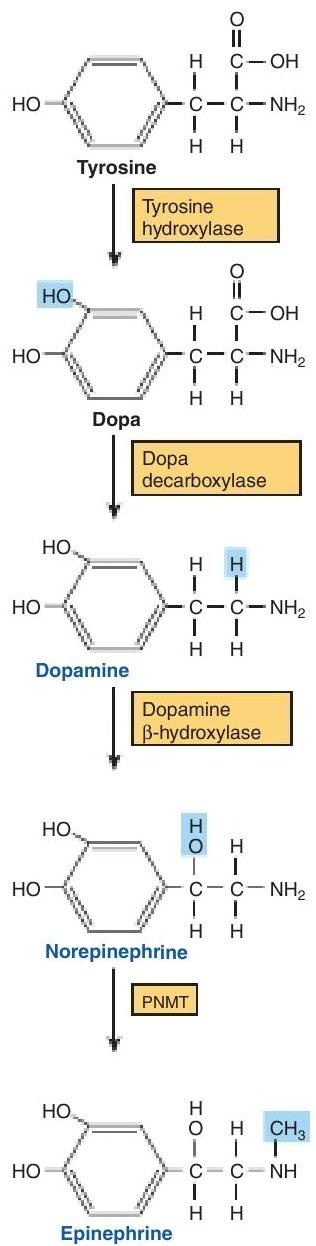 O
H C—OH
HO C—C—NH₂
H H
Tyrosine
Tyrosine
hydroxylase
O
HO
H C—OH
HO C—C—NH₂
H H
Dopa
Dopa
decarboxylase
HO
H H
HO C—C—NH₂
H H
Dopamine
Dopamine
β-hydroxylase
H
HO O H
HO C—C—NH₂
H H
Norepinephrine
PNMT
H
HO O H CH₃
HO C—C—NH
H H
Epinephrine